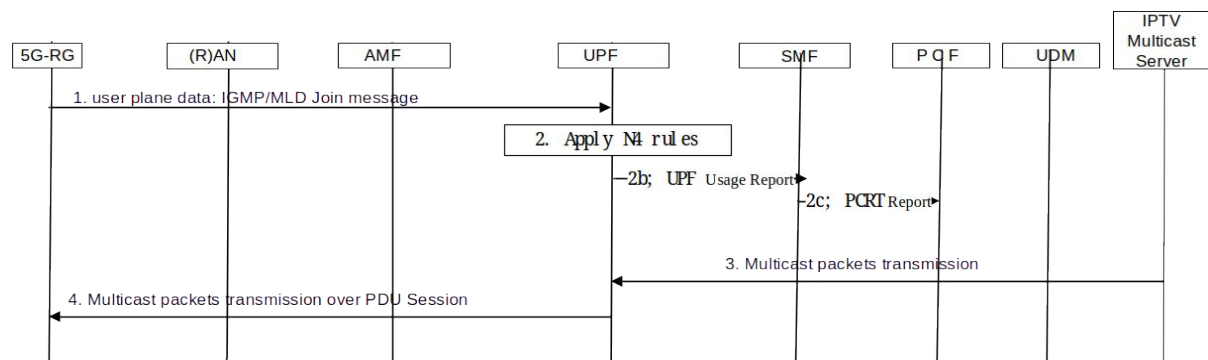 IPTV
Multicast
Server
5G-RG (R)AN AMF UPF SMF PCF UDM
1. user plane data: IGMP/MLD Join message
2. Apply N4 rules
2b; UPF Usage Report
2c; PCRT Report
3. Multicast packets transmission
4. Multicast packets transmission over PDU Session